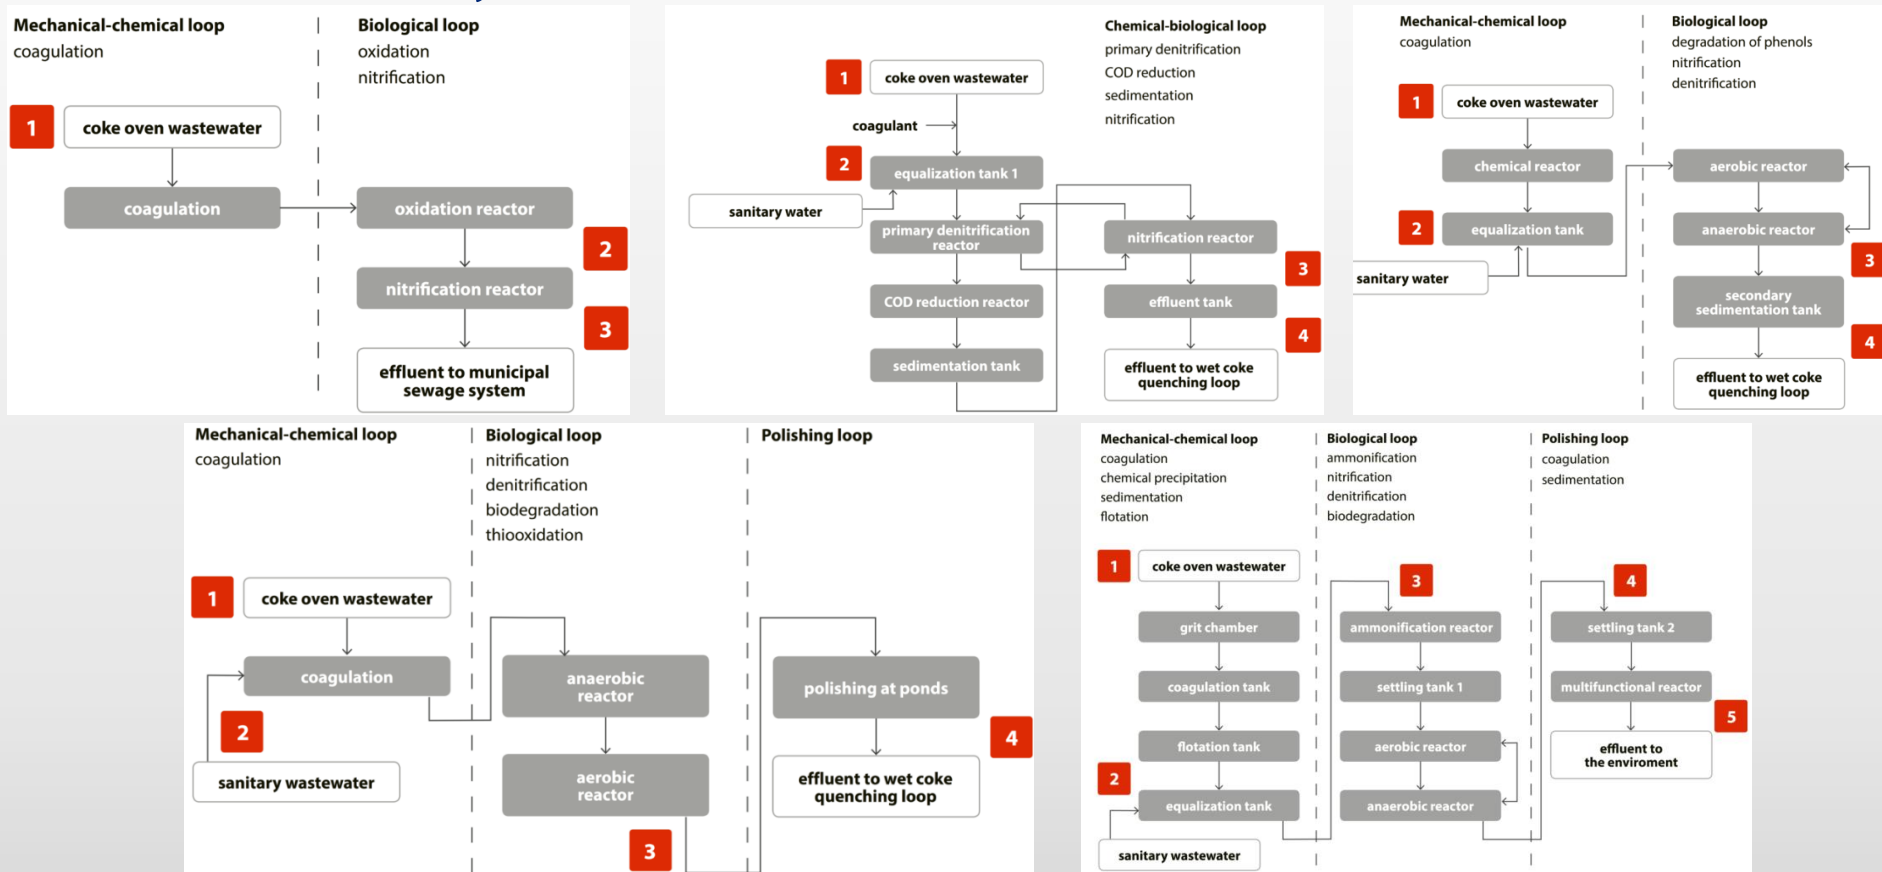 Mechanical-chemical loop
coagulation
Biological loop
oxidation
nitrification
1
coke oven wastewater
coagulation
oxidation reactor
2
nitrification reactor
3
effluent to municipal
sewage system
Chemical-biological loop
primary denitrification
COD reduction
sedimentation
nitrification
1
coke oven wastewater
coagulant
2
equalization tank 1
sanitary water
primary denitrification
reactor
nitrification reactor
3
COD reduction reactor
effluent tank
4
sedimentation tank
effluent to wet coke
quenching loop
Mechanical-chemical loop
coagulation
Biological loop
degradation of phenols
nitrification
denitrification
1
coke oven wastewater
chemical reactor
aerobic reactor
2
equalization tank
anaerobic reactor
3
sanitary water
secondary
sedimentation tank
4
effluent to wet coke
quenching loop
Mechanical-chemical loop
coagulation
Biological loop
nitrification
denitrification
biodegradation
thiooxidation
Polishing loop
1
coke oven wastewater
coagulation
anaerobic
reactor
polishing at ponds
2
4
sanitary wastewater
aerobic
reactor
effluent to wet coke
quenching loop
3
Mechanical-chemical loop
coagulation
chemical precipitation
sedimentation
flotation
Biological loop
ammonification
nitrification
denitrification
biodegradation
Polishing loop
coagulation
sedimentation
1
coke oven wastewater
3
4
grit chamber
ammonification reactor
settling tank 2
coagulation tank
settling tank 1
multifunctional reactor
5
flotation tank
aerobic reactor
effluent to
the enviroment
2
equalization tank
anaerobic reactor
sanitary wastewater